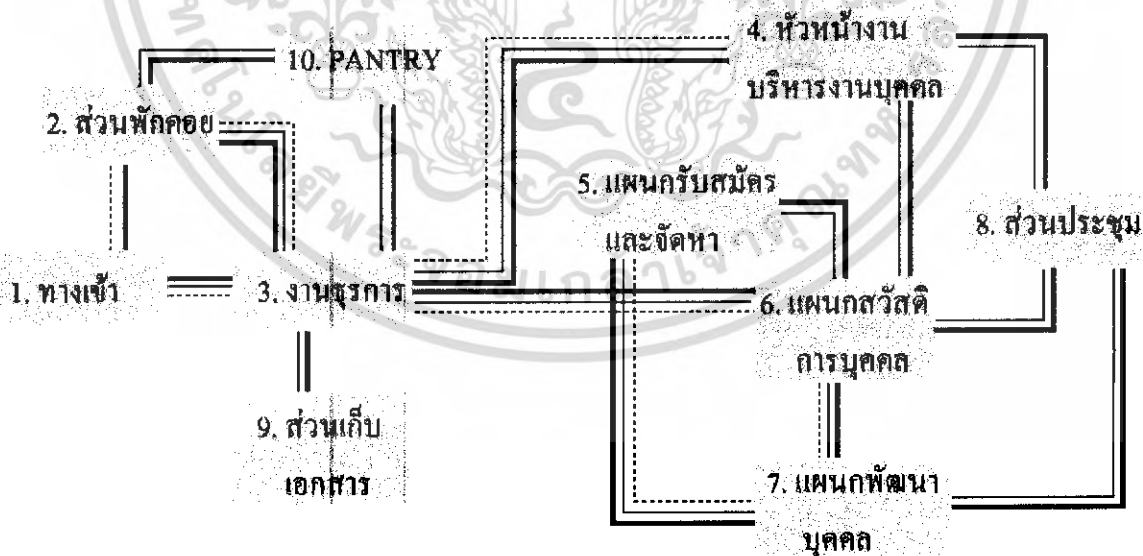 10. PANTRY
4. หัวหน้างาน
บริหารงานบุคคล
2. ส่วนพักคอย
5. แผนกรับสมัคร
และจัดหา
8. ส่วนประชุม
1. ทางเข้า
3. งานธุรการ
6. แผนกสวัสดิ
การบุคคล
9. ส่วนเก็บ
เอกสาร
7. แผนกพัฒนา
บุคคล